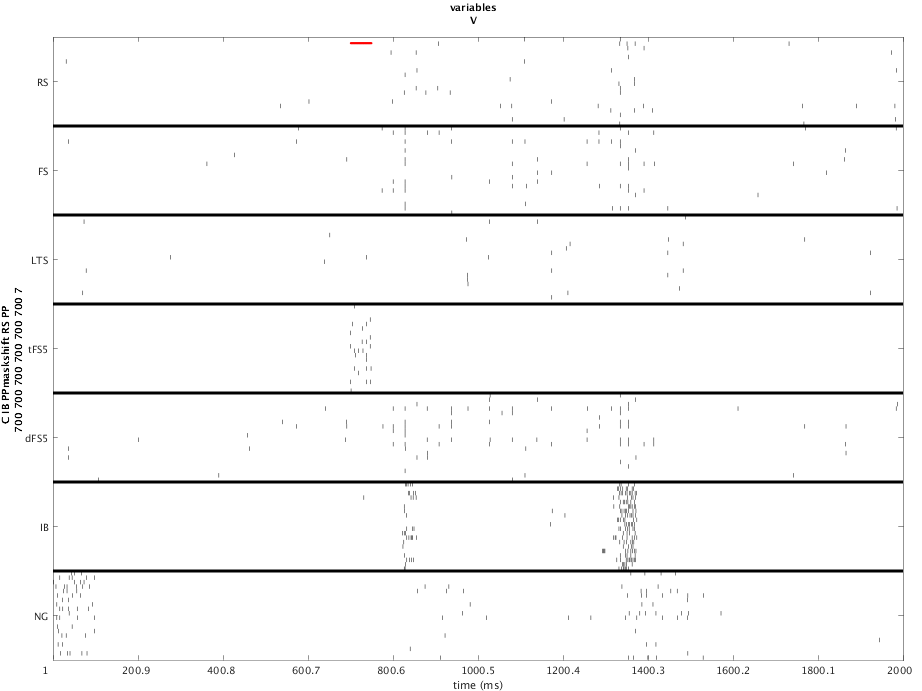 variables
V
RS
FS
LTS
tFS5
dFS5
IB
NG
C IB PPmaskshift RS PP
700 700 700 700 700 700 7
1 200.9 400.8 600.7 800.6 1000.5 1200.4 1400.3 1600.2 1800.1 2000
time (ms)